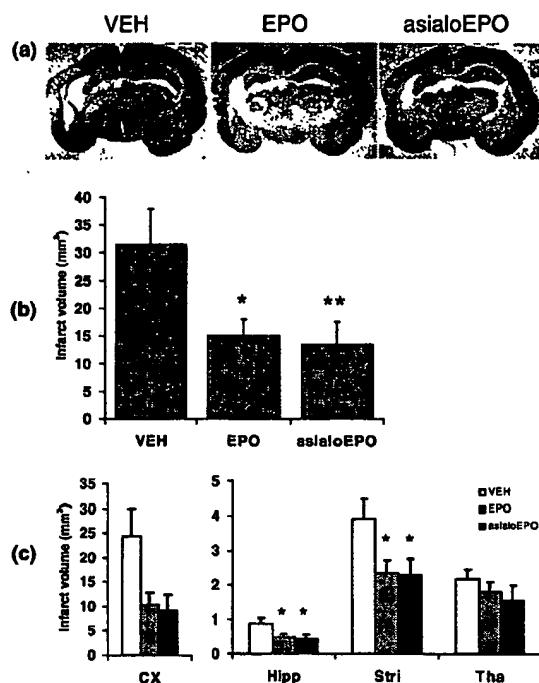 VEH EPO asialoEPO
(a)
(b)
Infarct volume (mm³)
40
35
30
25
20
15
10
5
0
* **
VEH EPO asialoEPO
(c)
Infarct volume (mm³)
35
30
25
20
15
10
5
0
CX
5
4
3
2
1
0
* * * *
VEH
EPO
asialoEPO
Hipp Stri Tha